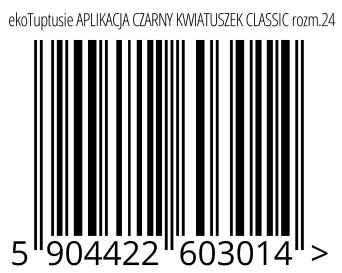 ekoTuptusie APLIKACJA CZARNY KWIATUSZEK CLASSIC rozm.24
5 904422 603014 >